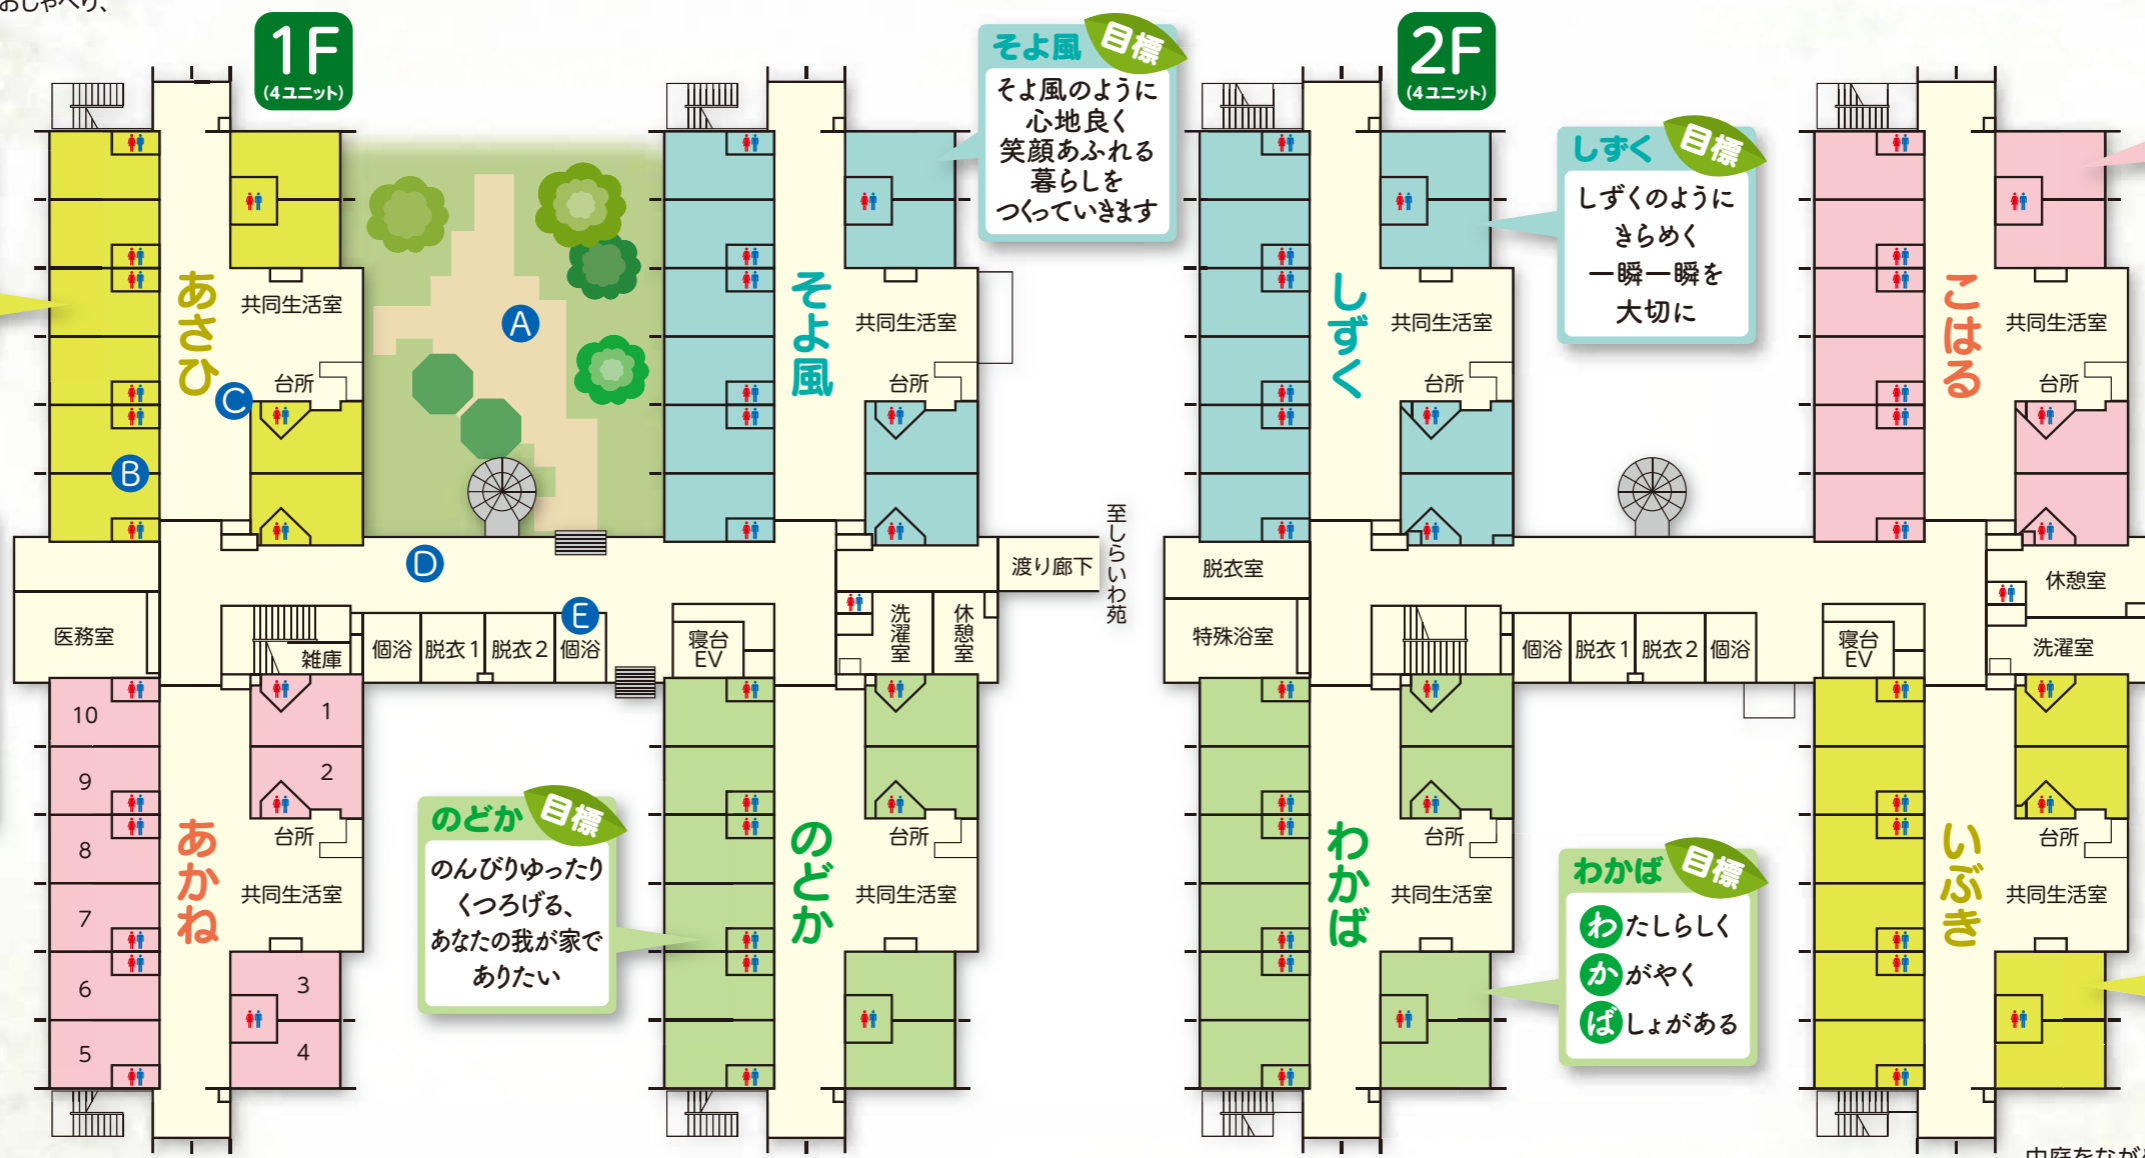 おしゃべり、
1F
(4ユニット)
あさひ
共同生活室
台所
A
B
C
D
E
そよ風
共同生活室
台所
そよ風
目標
そよ風のように
心地良く
笑顔あふれる
暮らしを
つくっていきます
医務室
雑庫
個浴
脱衣1
脱衣2
個浴
寝台
EV
洗濯室
休憩室
渡り廊下
至しらいわ苑
あかね
10
9
8
7
6
5
1
2
3
4
台所
共同生活室
のどか
目標
のんびりゆったり
くつろげる、
あなたの我が家で
ありたい
のどか
台所
共同生活室
2F
(4ユニット)
しずく
共同生活室
台所
しずく
目標
しずくのように
きらめく
一瞬一瞬を
大切に
こはる
共同生活室
台所
脱衣室
特殊浴室
個浴
脱衣1
脱衣2
個浴
寝台
EV
休憩室
洗濯室
わかば
台所
共同生活室
わかば
目標
わたしらしく
かがやく
ばしょがある
いぶき
台所
共同生活室